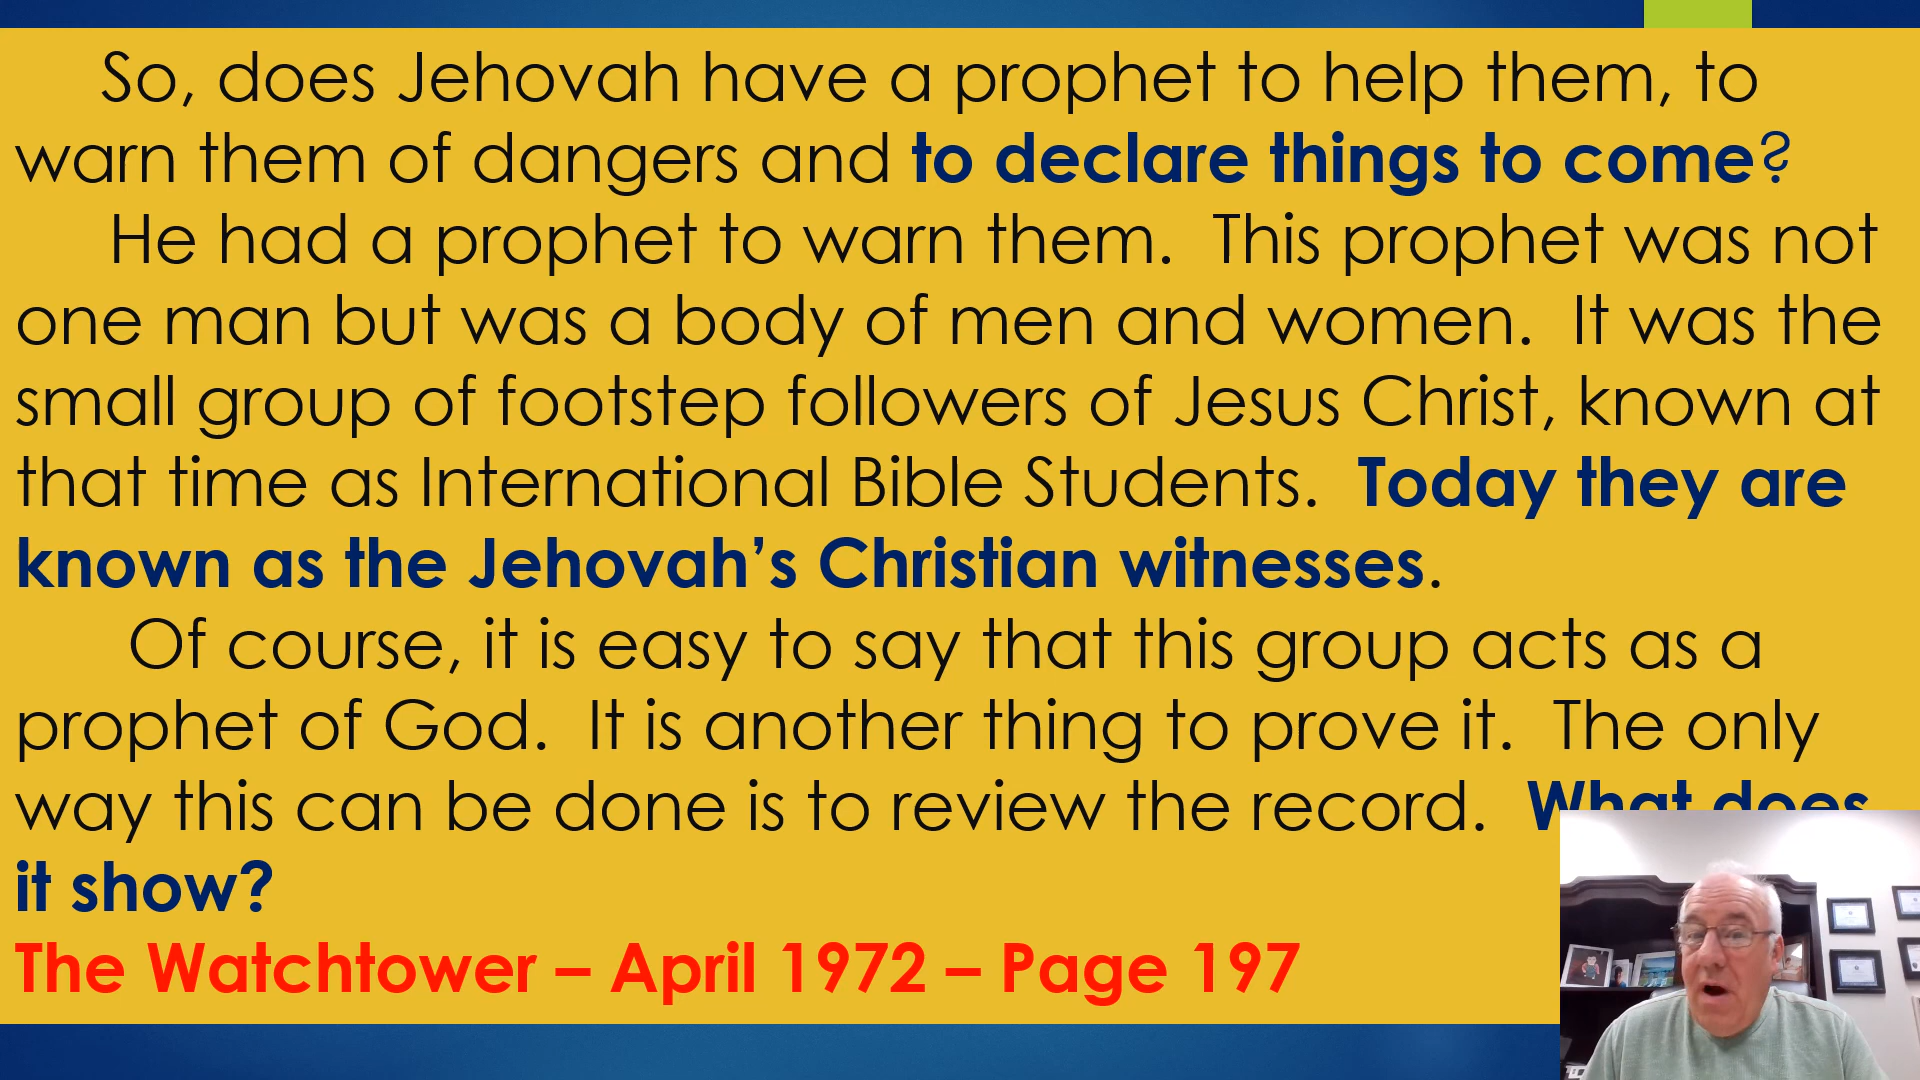 So, does Jehovah have a prophet to help them, to
warn them of dangers and to declare things to come?
He had a prophet to warn them. This prophet was not
one man but was a body of men and women. It was the
small group of footstep followers of Jesus Christ, known at
that time as International Bible Students. Today they are
known as the Jehovah’s Christian witnesses.
Of course, it is easy to say that this group acts as a
prophet of God. It is another thing to prove it. The only
way this can be done is to review the record. What does
it show?
The Watchtower – April 1972 – Page 197